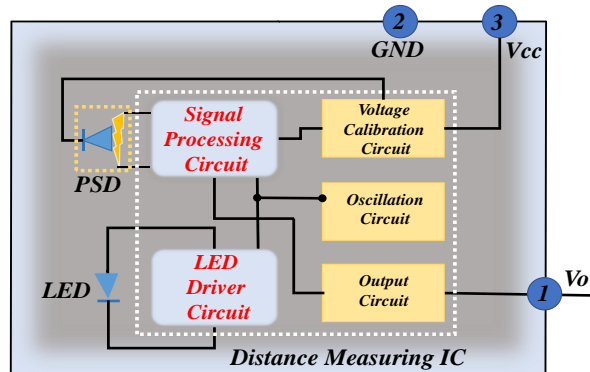 2
3
GND
Vcc
Signal
Processing
Circuit
Voltage
Calibration
Circuit
PSD
Oscillation
Circuit
LED
Driver
Circuit
LED
Output
Circuit
1
Vo
Distance Measuring IC